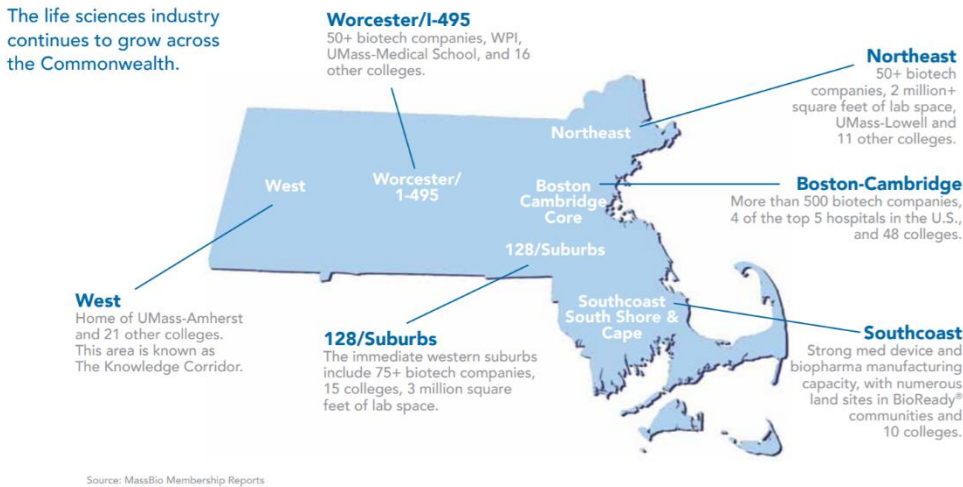 The life sciences industry
continues to grow across
the Commonwealth.
Worcester/I-495
50+ biotech companies, WPI,
UMass-Medical School, and 16
other colleges.
Northeast
50+ biotech
companies, 2 million+
square feet of lab space,
UMass-Lowell and
11 other colleges.
Northeast
West
Worcester/
1-495
Boston
Cambridge
Core
Boston-Cambridge
More than 500 biotech companies,
4 of the top 5 hospitals in the U.S.,
and 48 colleges.
128/Suburbs
West
Home of UMass-Amherst
and 21 other colleges.
This area is known as
The Knowledge Corridor.
128/Suburbs
The immediate western suburbs
include 75+ biotech companies,
15 colleges, 3 million square
feet of lab space.
Southcoast
South Shore &
Cape
Southcoast
Strong med device and
biopharma manufacturing
capacity, with numerous
land sites in BioReady®
communities and
10 colleges.
Source: MassBio Membership Reports